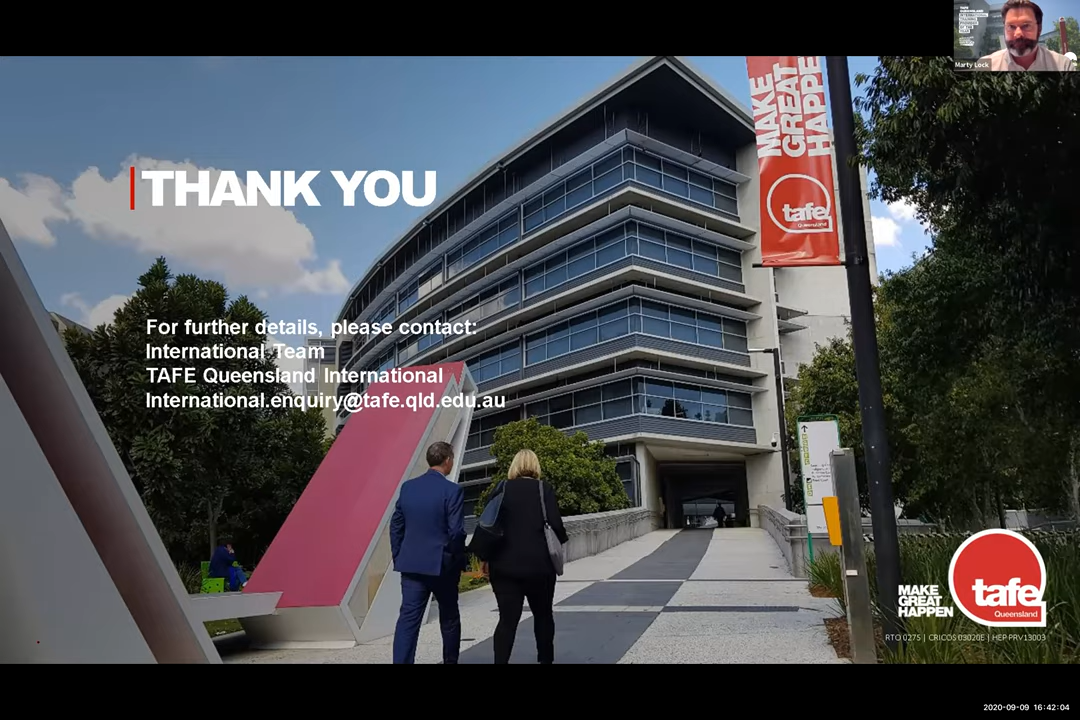 Marty Lock
MAKE
GREAT
HAPPE
tafe
Queensland
THANK YOU
For further details, please contact:
International Team
TAFE Queensland International
International.enquiry@tafe.qld.edu.au
MAKE
GREAT
HAPPEN
tafe
Queensland
RTO 0275 | CRICOS 03020E | HEP PRV13003
2020-09-09 16:42:04